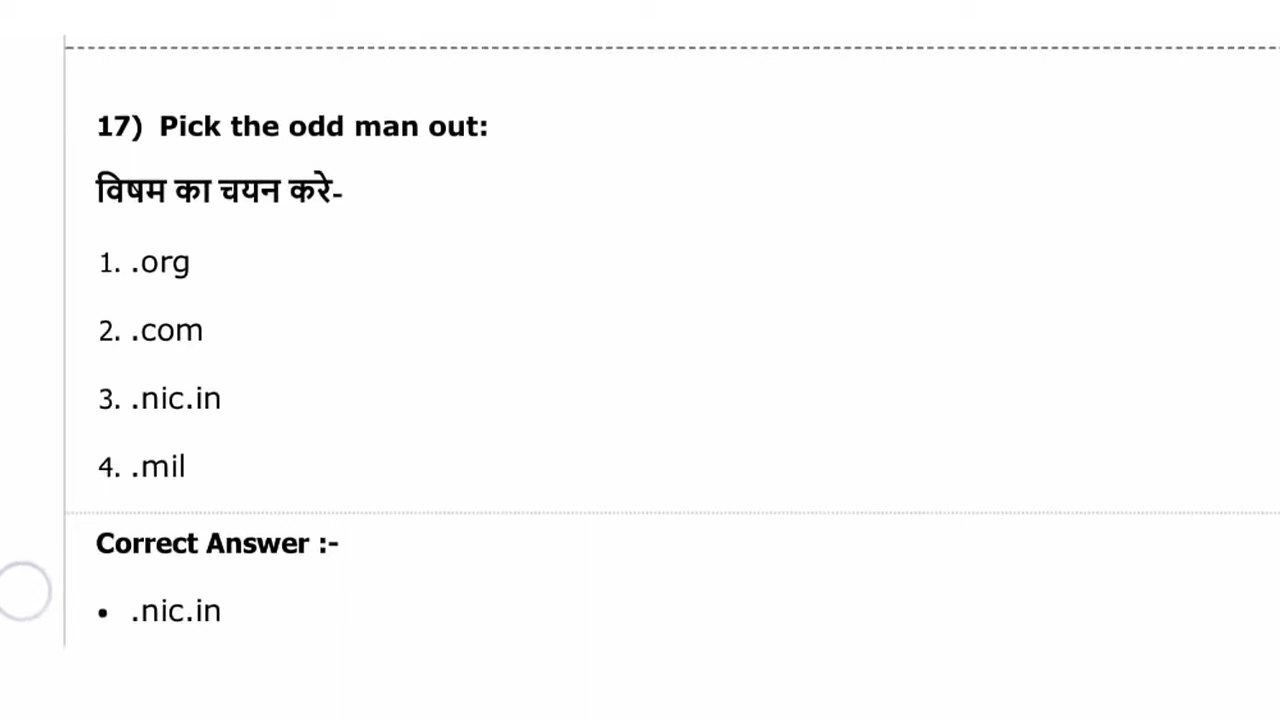 17) Pick the odd man out:
विषम का चयन करे-
1. .org
2. .com
3. .nic.in
4. .mil
Correct Answer :-
• .nic.in